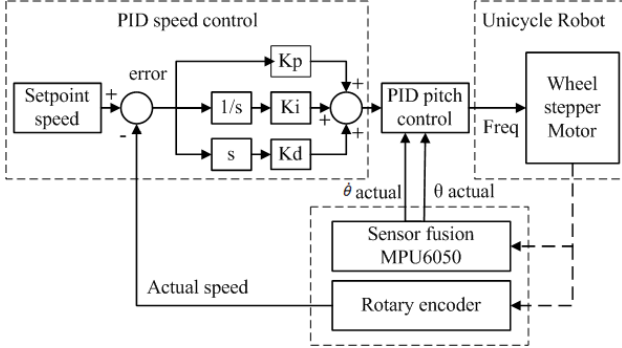 PID speed control
Unicycle Robot
error
Kp
Setpoint
speed
+
-
1/s
Ki
s
Kd
+
+
+
PID pitch
control
Freq
Wheel
stepper
Motor
θ̇ actual
θ actual
Sensor fusion
MPU6050
Actual speed
Rotary encoder